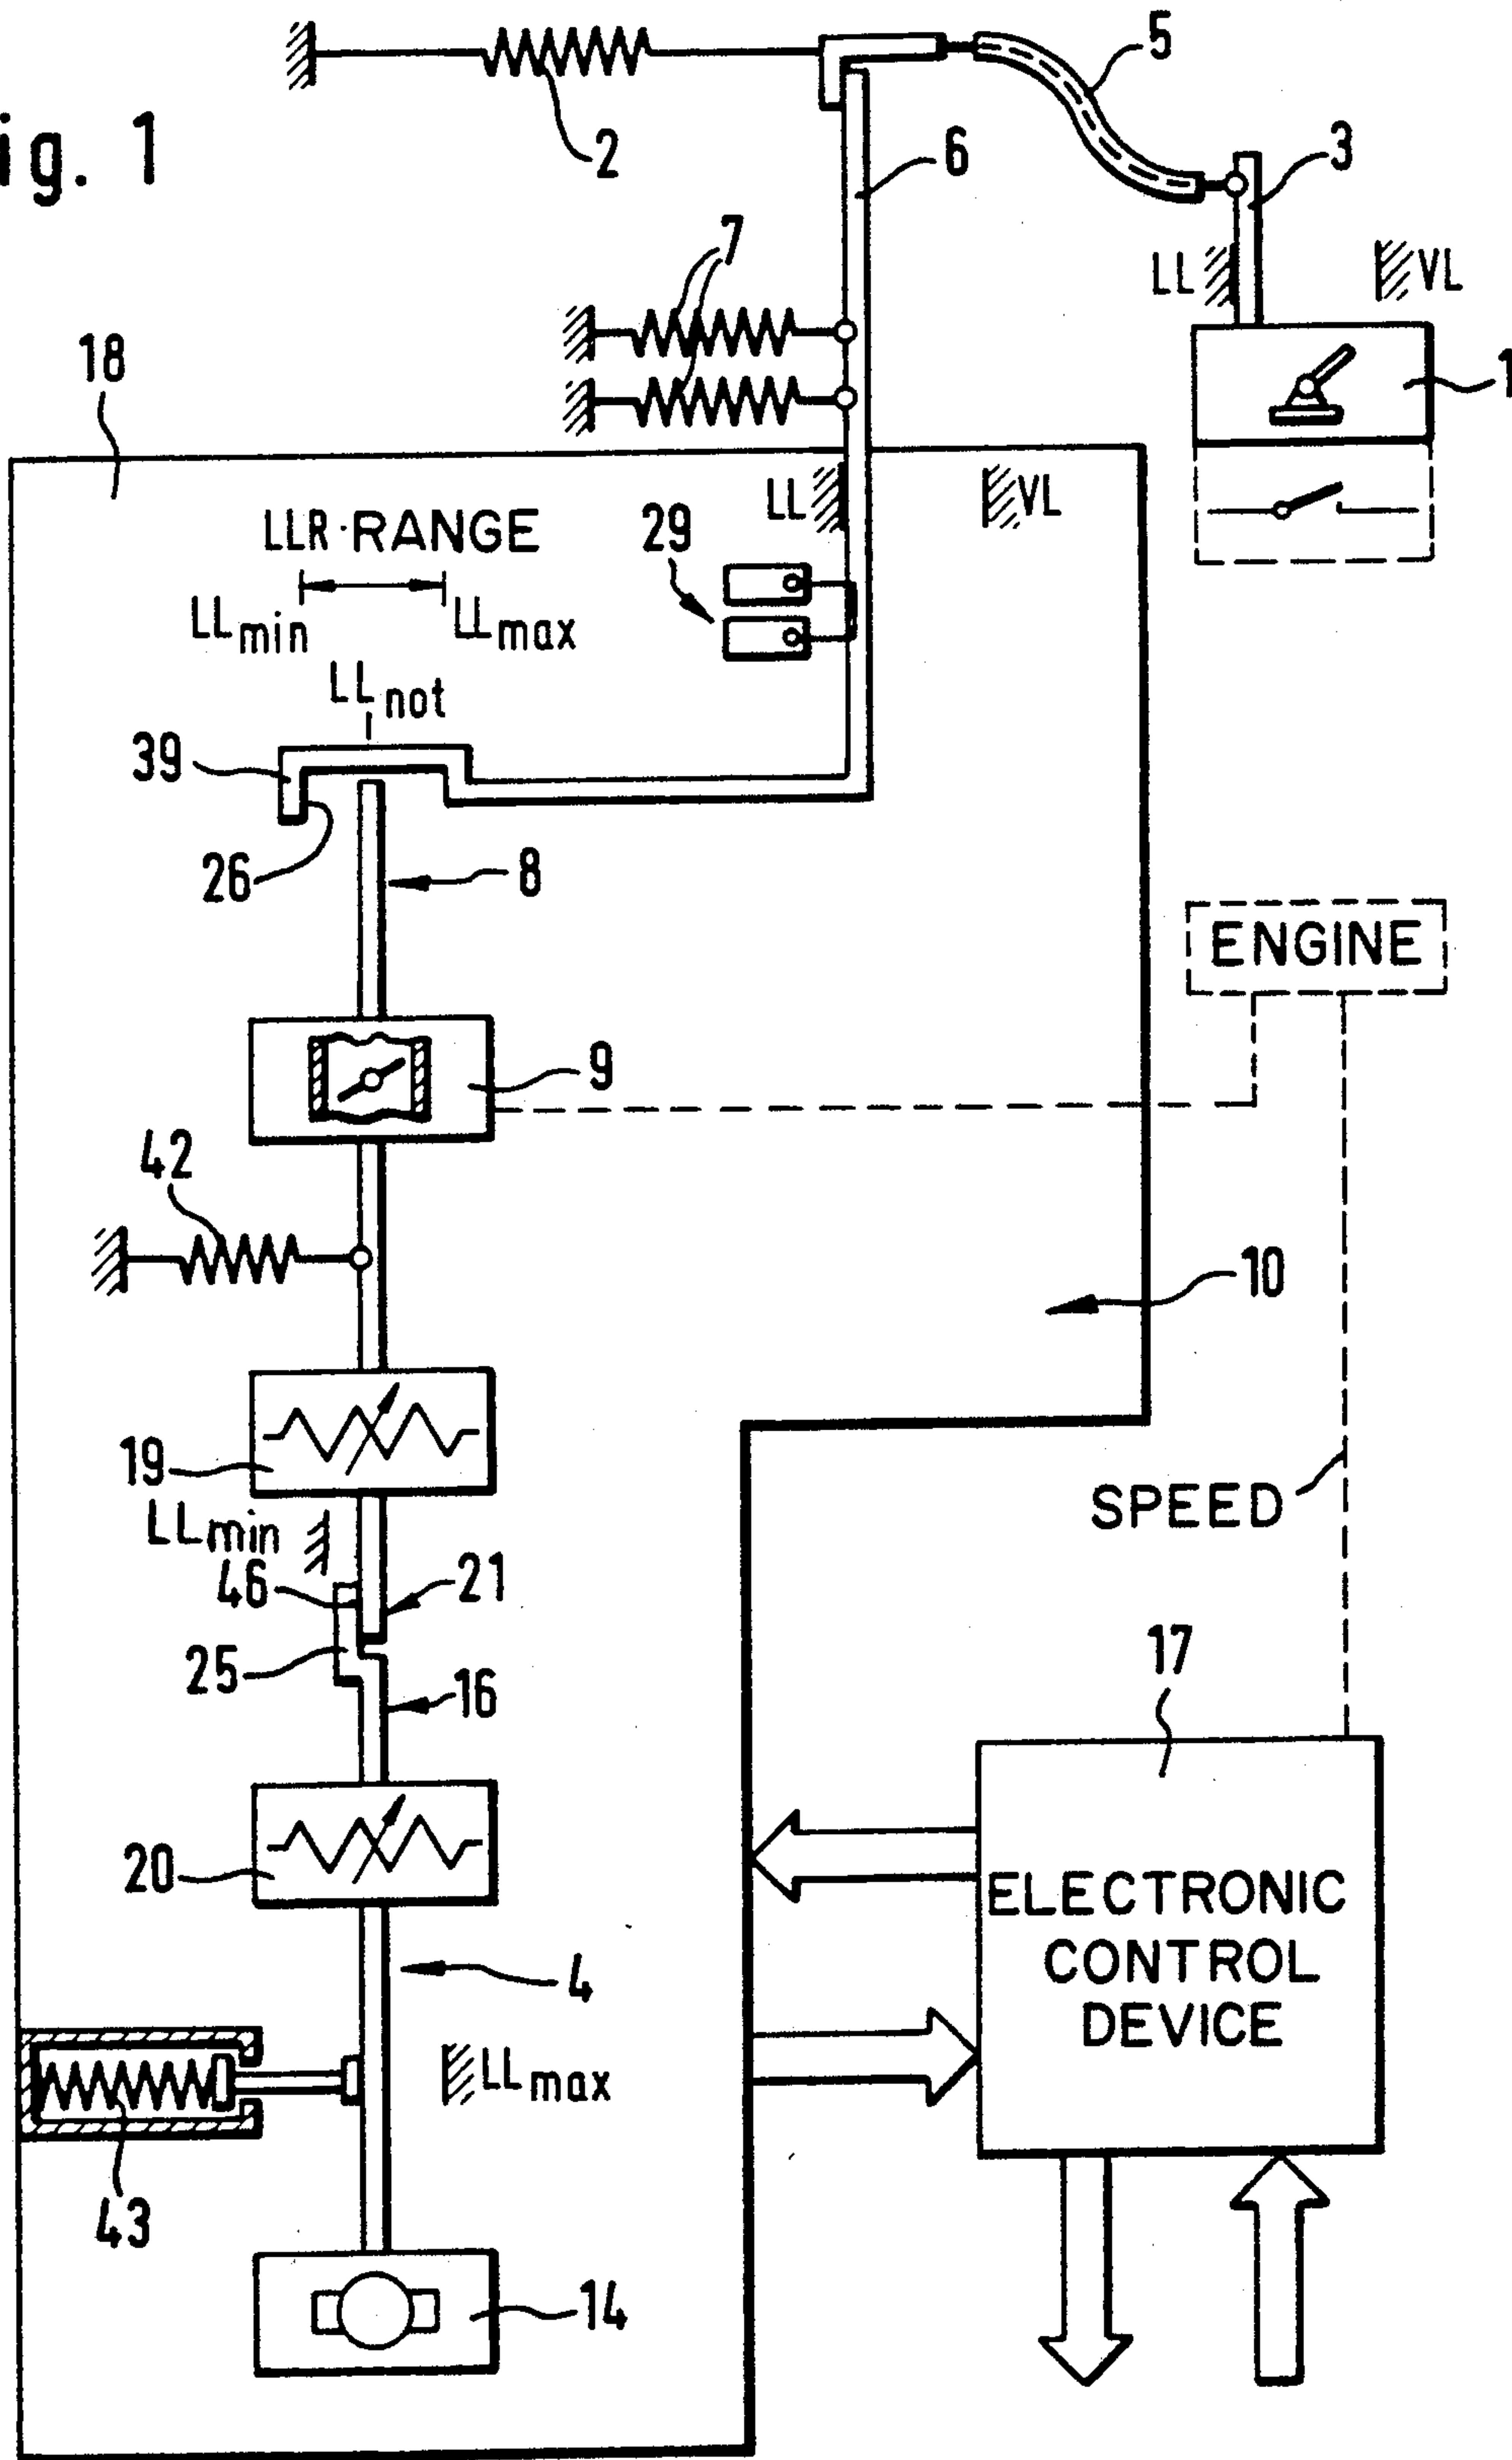 ig. 1
5
2
6
3
7
LL
VL
18
1
LL
VL
LLR-RANGE
29
LLmin
LLmax
LLnot
39
26
8
ENGINE
9
42
10
19
SPEED
LLmin
46
21
25
16
17
20
ELECTRONIC
CONTROL
DEVICE
4
LLmax
43
14